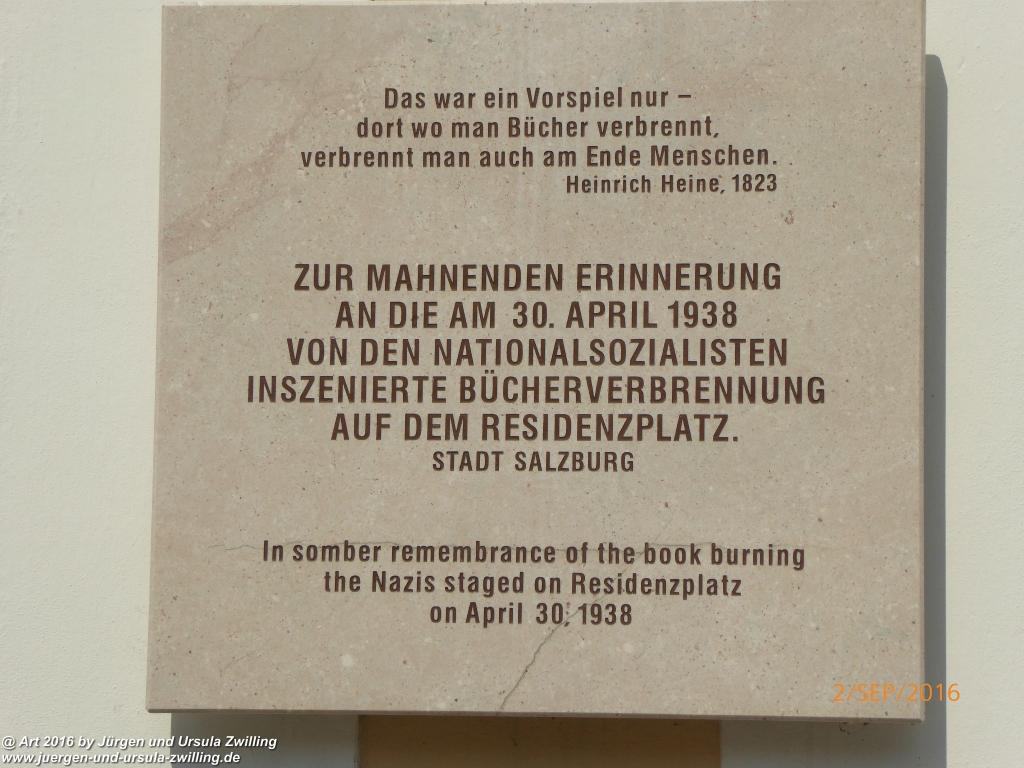 Das war ein Vorspiel nur –
dort wo man Bücher verbrennt,
verbrennt man auch am Ende Menschen.
Heinrich Heine, 1823
ZUR MAHNENDEN ERINNERUNG
AN DIE AM 30. APRIL 1938
VON DEN NATIONALSOZIALISTEN
INSZENIERTE BÜCHERVERBRENNUNG
AUF DEM RESIDENZPLATZ.
STADT SALZBURG
In somber remembrance of the book burning
the Nazis staged on Residenzplatz
on April 30, 1938
2/SEP/2016
@ Art 2016 by Jürgen und Ursula Zwilling
www.juergen-und-ursula-zwilling.de